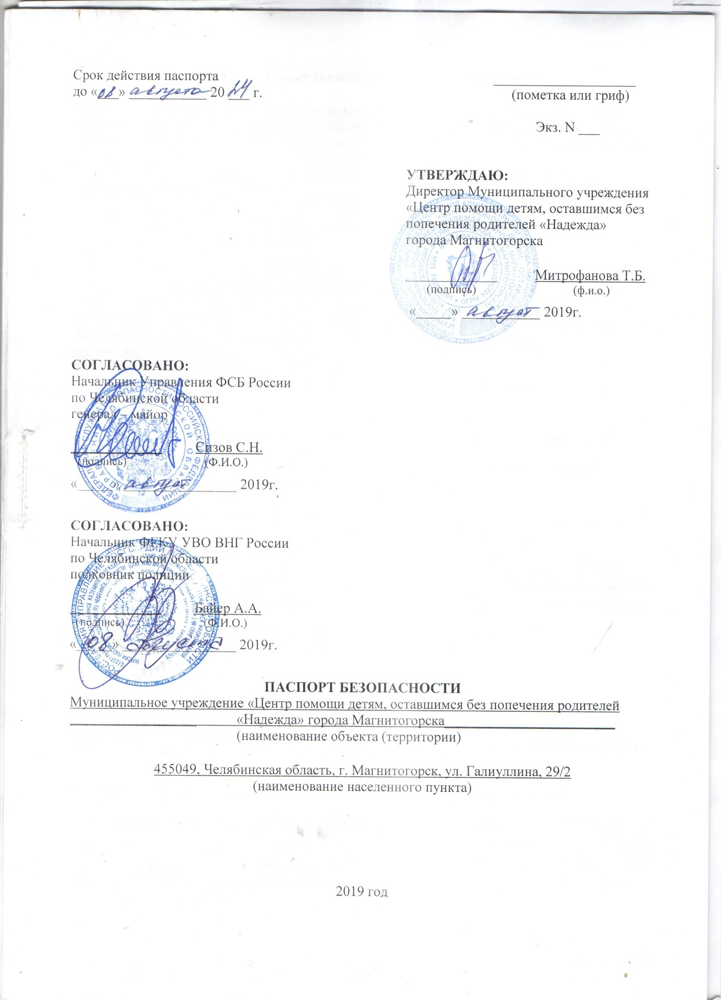 Срок действия паспорта
до «08» августа 20 24 г.
(пометка или гриф)
Экз. N ___
УТВЕРЖДАЮ:
Директор Муниципального учреждения
«Центр помощи детям, оставшимся без
попечения родителей «Надежда»
города Магнитогорска
Митрофанова Т.Б.
(подпись) (ф.и.о.)
«_____» август 2019г.
СОГЛАСОВАНО:
Начальник Управления ФСБ России
по Челябинской области
генерал – майор
Сизов С.Н.
(подпись) (Ф.И.О.)
«_____» август 2019г.
СОГЛАСОВАНО:
Начальник ФГКУ УВО ВНГ России
по Челябинской области
полковник полиции
Байер А.А.
(подпись) (Ф.И.О.)
«08» августа 2019г.
ПАСПОРТ БЕЗОПАСНОСТИ
Муниципальное учреждение «Центр помощи детям, оставшимся без попечения родителей
«Надежда» города Магнитогорска
(наименование объекта (территории)
455049, Челябинская область, г. Магнитогорск, ул. Галиуллина, 29/2
(наименование населенного пункта)
2019 год